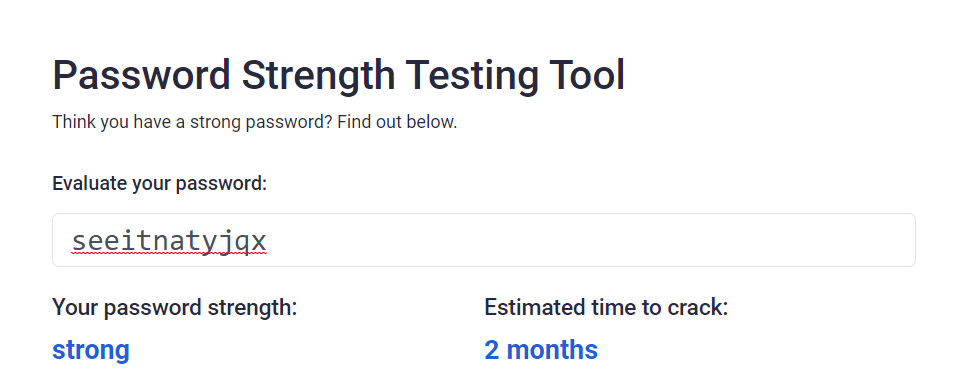 Password Strength Testing Tool
Think you have a strong password? Find out below.
Evaluate your password:
seeitnatyjqx
Your password strength: Estimated time to crack:
strong 2 months